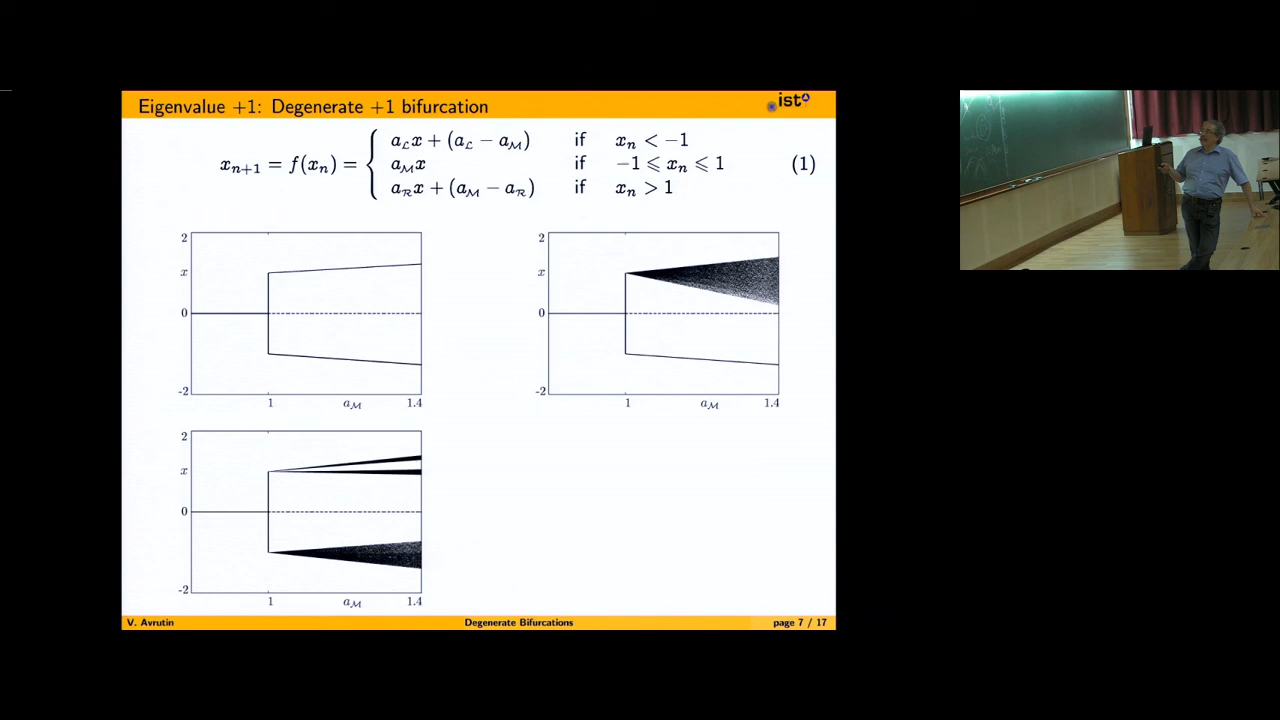 Eigenvalue +1: Degenerate +1 bifurcation
ist
x_{n+1} = f(x_n) = { a_ℒ x + (a_ℒ − a_ℳ) if x_n < −1
a_ℳ x if −1 ⩽ x_n ⩽ 1 (1)
a_ℛ x + (a_ℳ − a_ℛ) if x_n > 1
2
x
0
-2
1 a_ℳ 1.4
2
x
0
-2
1 a_ℳ 1.4
2
x
0
-2
1 a_ℳ 1.4
V. Avrutin Degenerate Bifurcations page 7 / 17